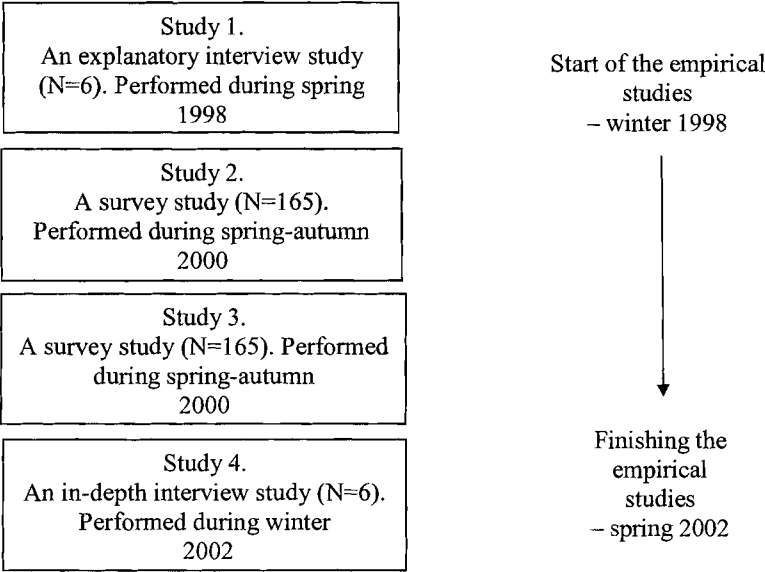 Study 1.
An explanatory interview study
(N=6). Performed during spring
1998
Study 2.
A survey study (N=165).
Performed during spring-autumn
2000
Study 3.
A survey study (N=165). Performed
during spring-autumn
2000
Study 4.
An in-depth interview study (N=6).
Performed during winter
2002
Start of the empirical
studies
– winter 1998
Finishing the
empirical
studies
– spring 2002